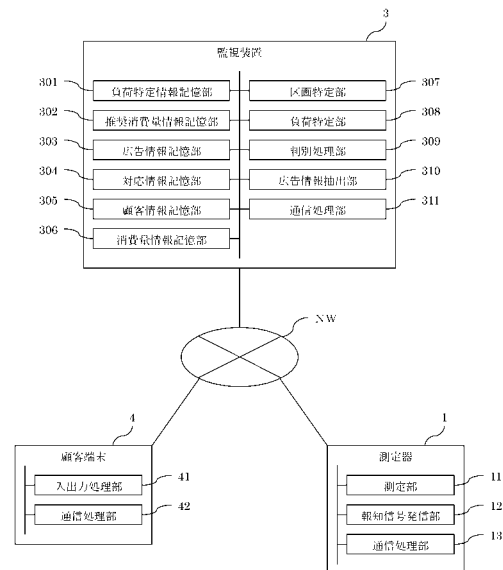 3
監視装置
301 負荷特定情報記憶部 区画特定部 307
302 推奨消費量情報記憶部 負荷特定部 308
303 広告情報記憶部 判別処理部 309
304 対応情報記憶部 広告情報抽出部 310
305 顧客情報記憶部 通信処理部 311
306 消費量情報記憶部
NW
4
顧客端末
入出力処理部 41
通信処理部 42
1
測定器
測定部 11
報知信号発信部 12
通信処理部 13